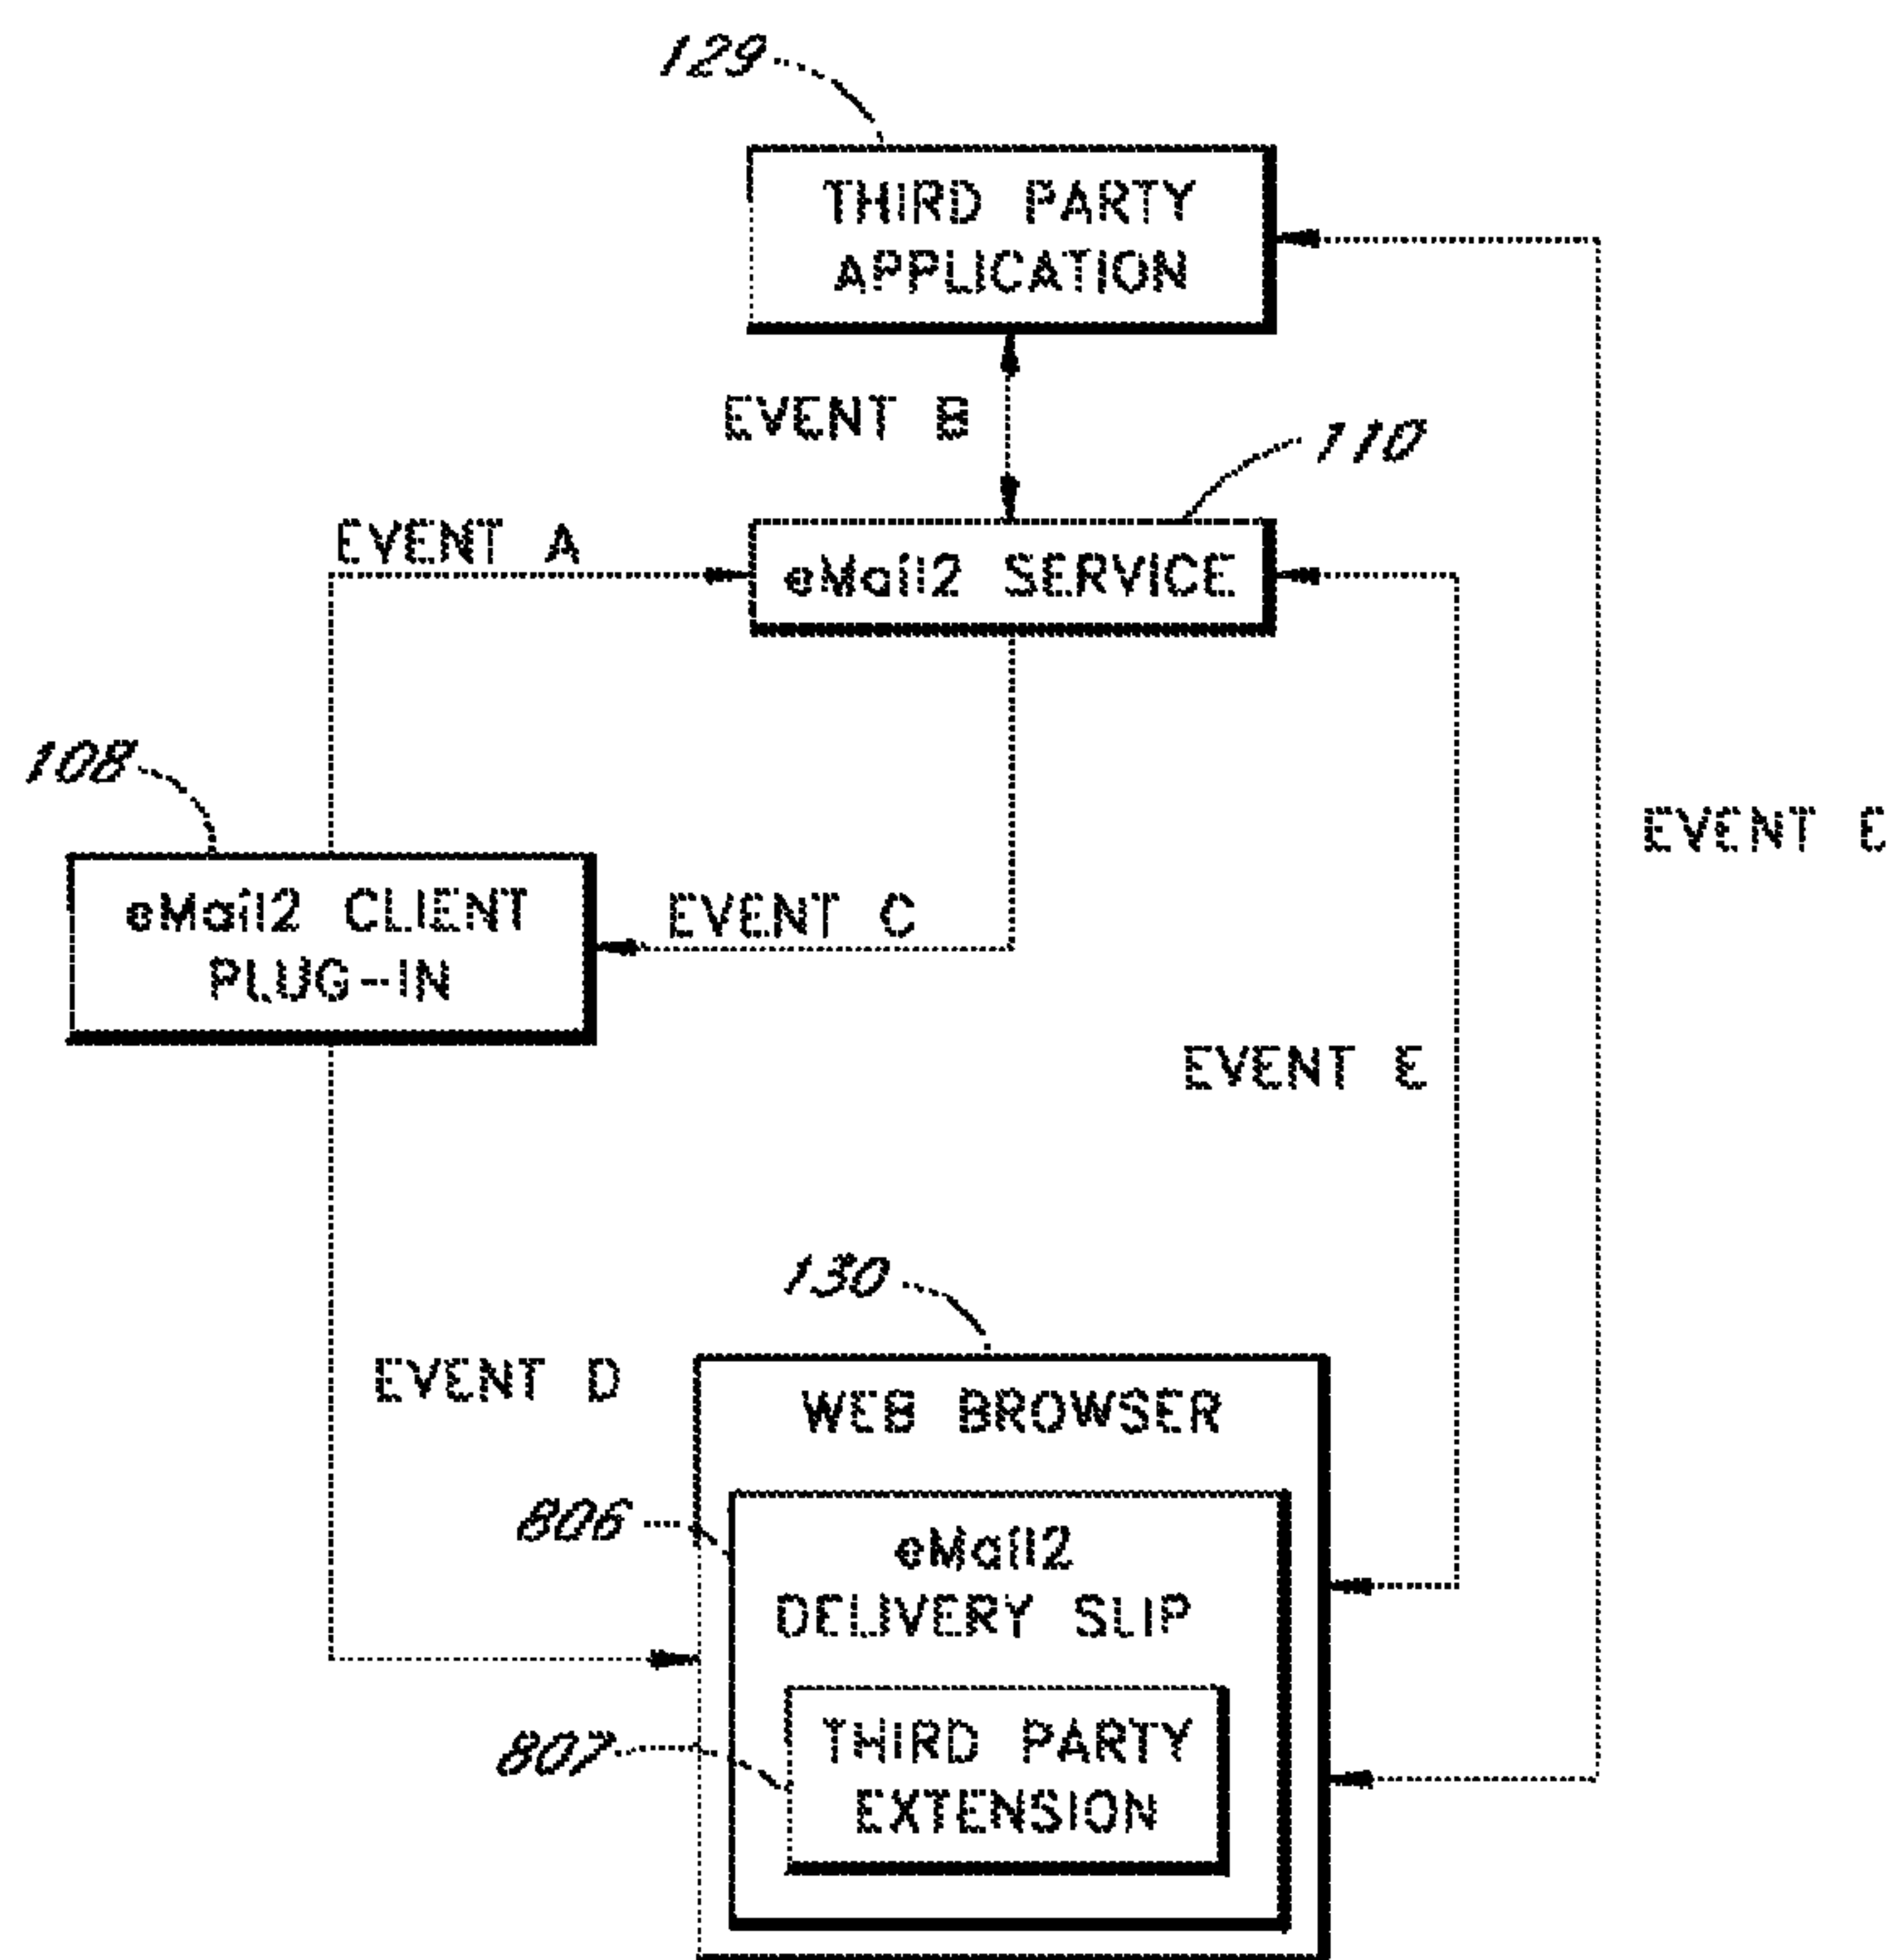 129
THIRD PARTY
APPLICATION
EVENT B
110
EVENT A
eMail2 SERVICE
108
EVENT E
eMail2 CLIENT
PLUG-IN
EVENT C
EVENT E
130
EVENT D
WEB BROWSER
806
eMail2
DELIVERY SLIP
807
THIRD PARTY
EXTENSION